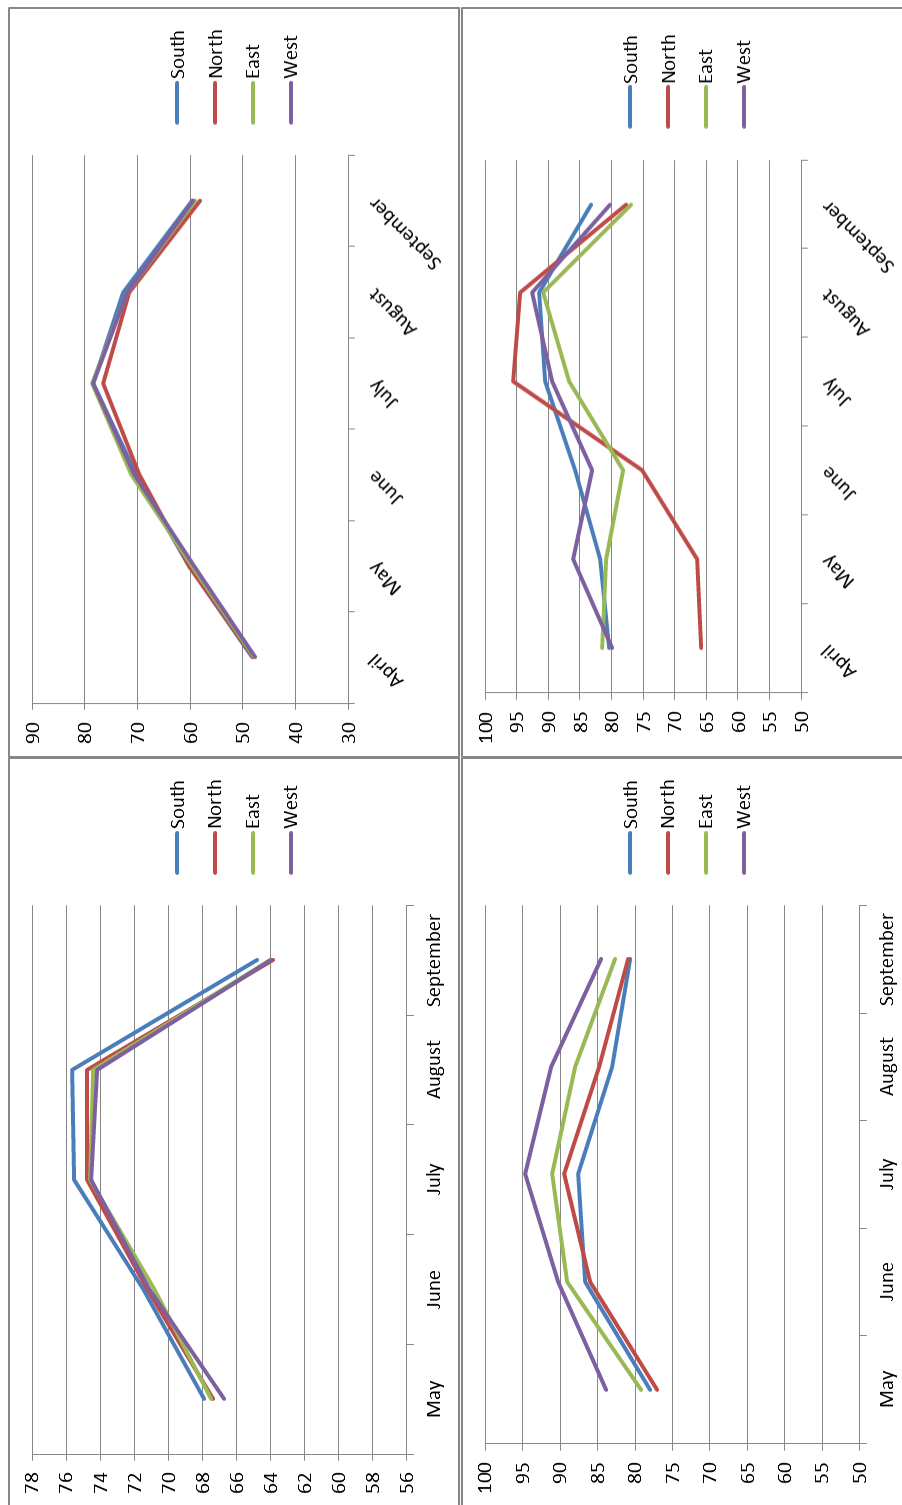 78
76
74
72
70
68
66
64
62
60
58
56
May June July August September
South
North
East
West
90
80
70
60
50
40
30
April May June July August September
South
North
East
West
100
95
90
85
80
75
70
65
60
55
50
May June July August September
South
North
East
West
100
95
90
85
80
75
70
65
60
55
50
April May June July August September
South
North
East
West